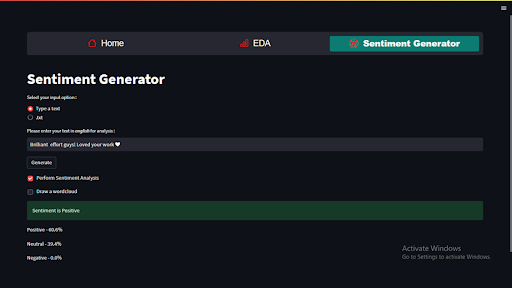 Home
EDA
Sentiment Generator
Sentiment Generator
Select your input option:
Type a text
.txt
Please enter your text in english for analysis:
Brilliant effort guys! Loved your work 🖤
Generate
Perform Sentiment Analysis
Draw a wordcloud
Sentiment is Positive
Positive - 60.6%
Neutral - 39.4%
Negative - 0.0%
Activate Windows
Go to Settings to activate Windows.